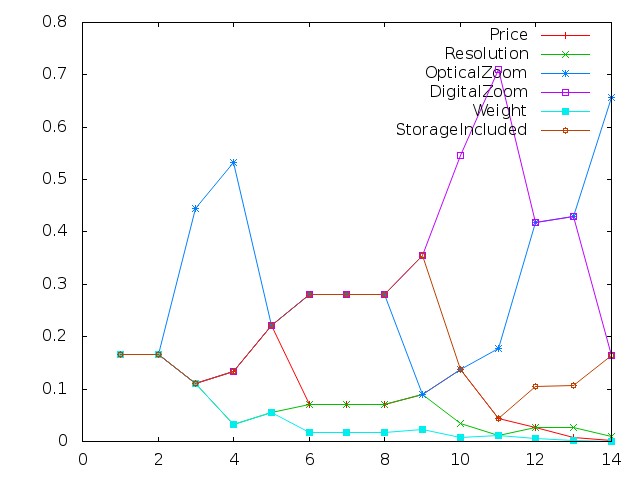 0.8
0.7
0.6
0.5
0.4
0.3
0.2
0.1
0
0 2 4 6 8 10 12 14
Price
Resolution
OpticalZoom
DigitalZoom
Weight
StorageIncluded